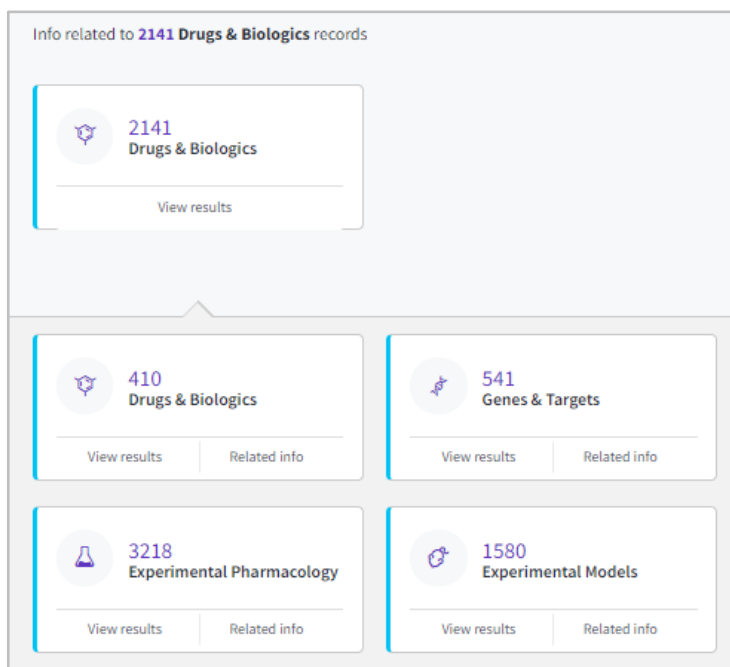 Info related to 2141 Drugs & Biologics records
2141
Drugs & Biologics
View results
410
Drugs & Biologics
View results
Related info
541
Genes & Targets
View results
Related info
3218
Experimental Pharmacology
View results
Related info
1580
Experimental Models
View results
Related info